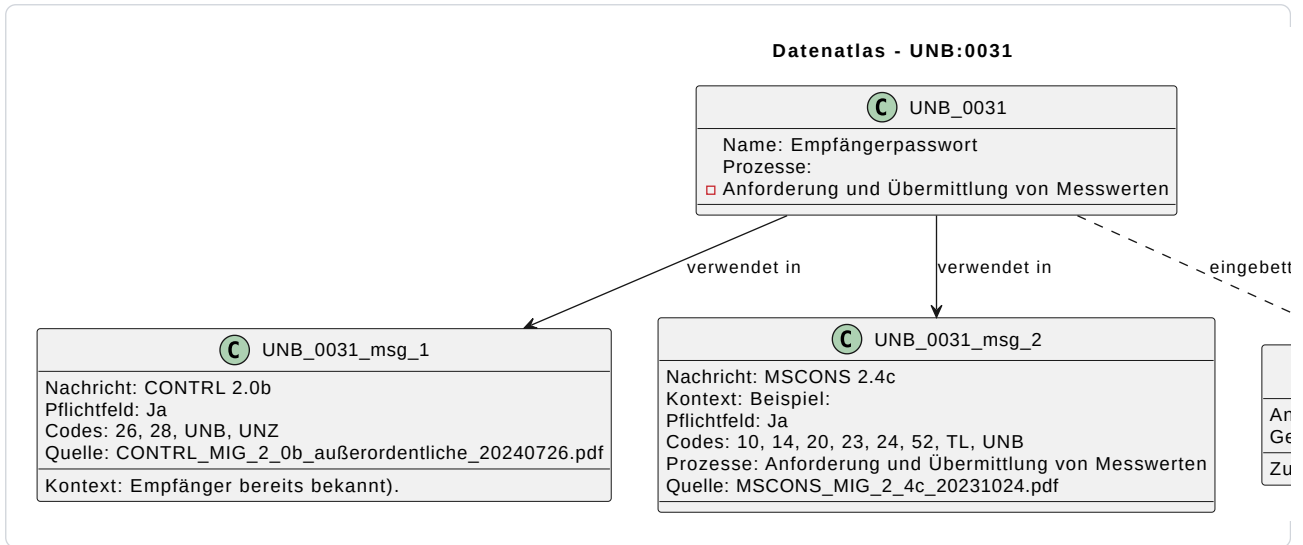 Datenatlas - UNB:0031
C UNB_0031
Name: Empfängerpasswort
Prozesse:
Anforderung und Übermittlung von Messwerten
verwendet in
verwendet in
eingebett
C UNB_0031_msg_1
Nachricht: CONTRL 2.0b
Pflichtfeld: Ja
Codes: 26, 28, UNB, UNZ
Quelle: CONTRL_MIG_2_0b_außerordentliche_20240726.pdf
Kontext: Empfänger bereits bekannt).
C UNB_0031_msg_2
Nachricht: MSCONS 2.4c
Kontext: Beispiel:
Pflichtfeld: Ja
Codes: 10, 14, 20, 23, 24, 52, TL, UNB
Prozesse: Anforderung und Übermittlung von Messwerten
Quelle: MSCONS_MIG_2_4c_20231024.pdf
An
Ge
Zu